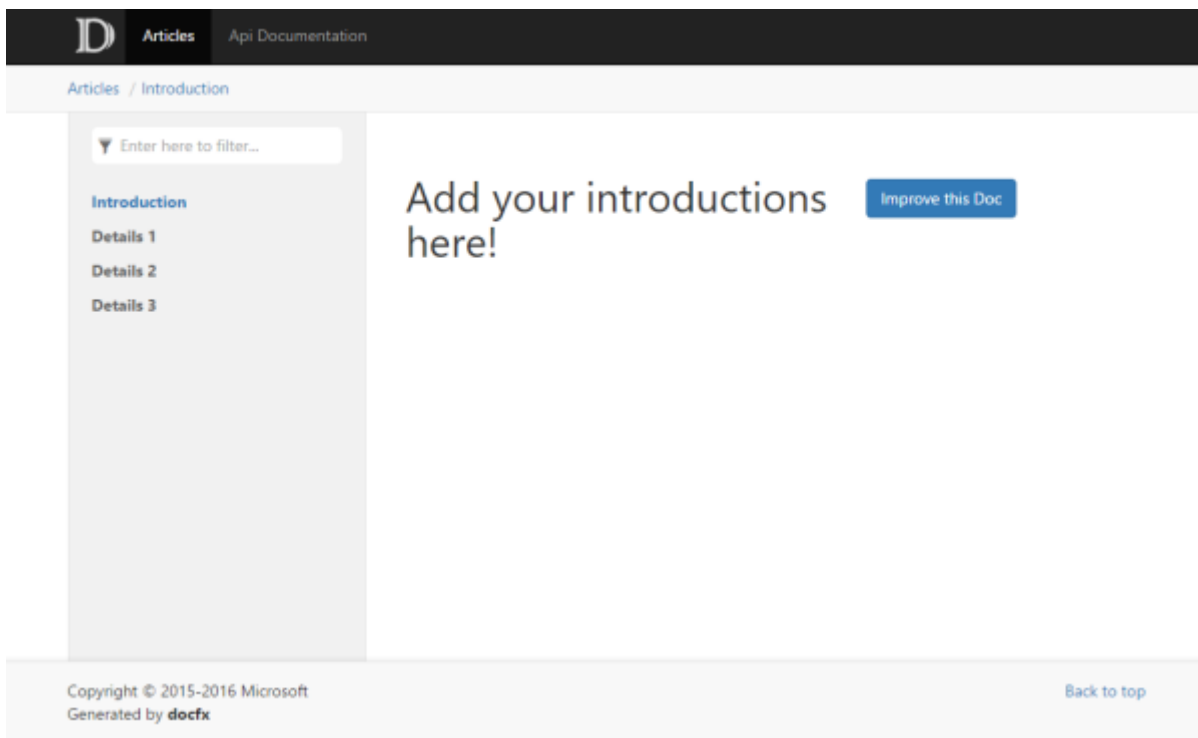 D Articles Api Documentation
Articles / Introduction
Enter here to filter...
Introduction
Details 1
Details 2
Details 3
Add your introductions
here!
Improve this Doc
Copyright © 2015-2016 Microsoft
Generated by docfx
Back to top